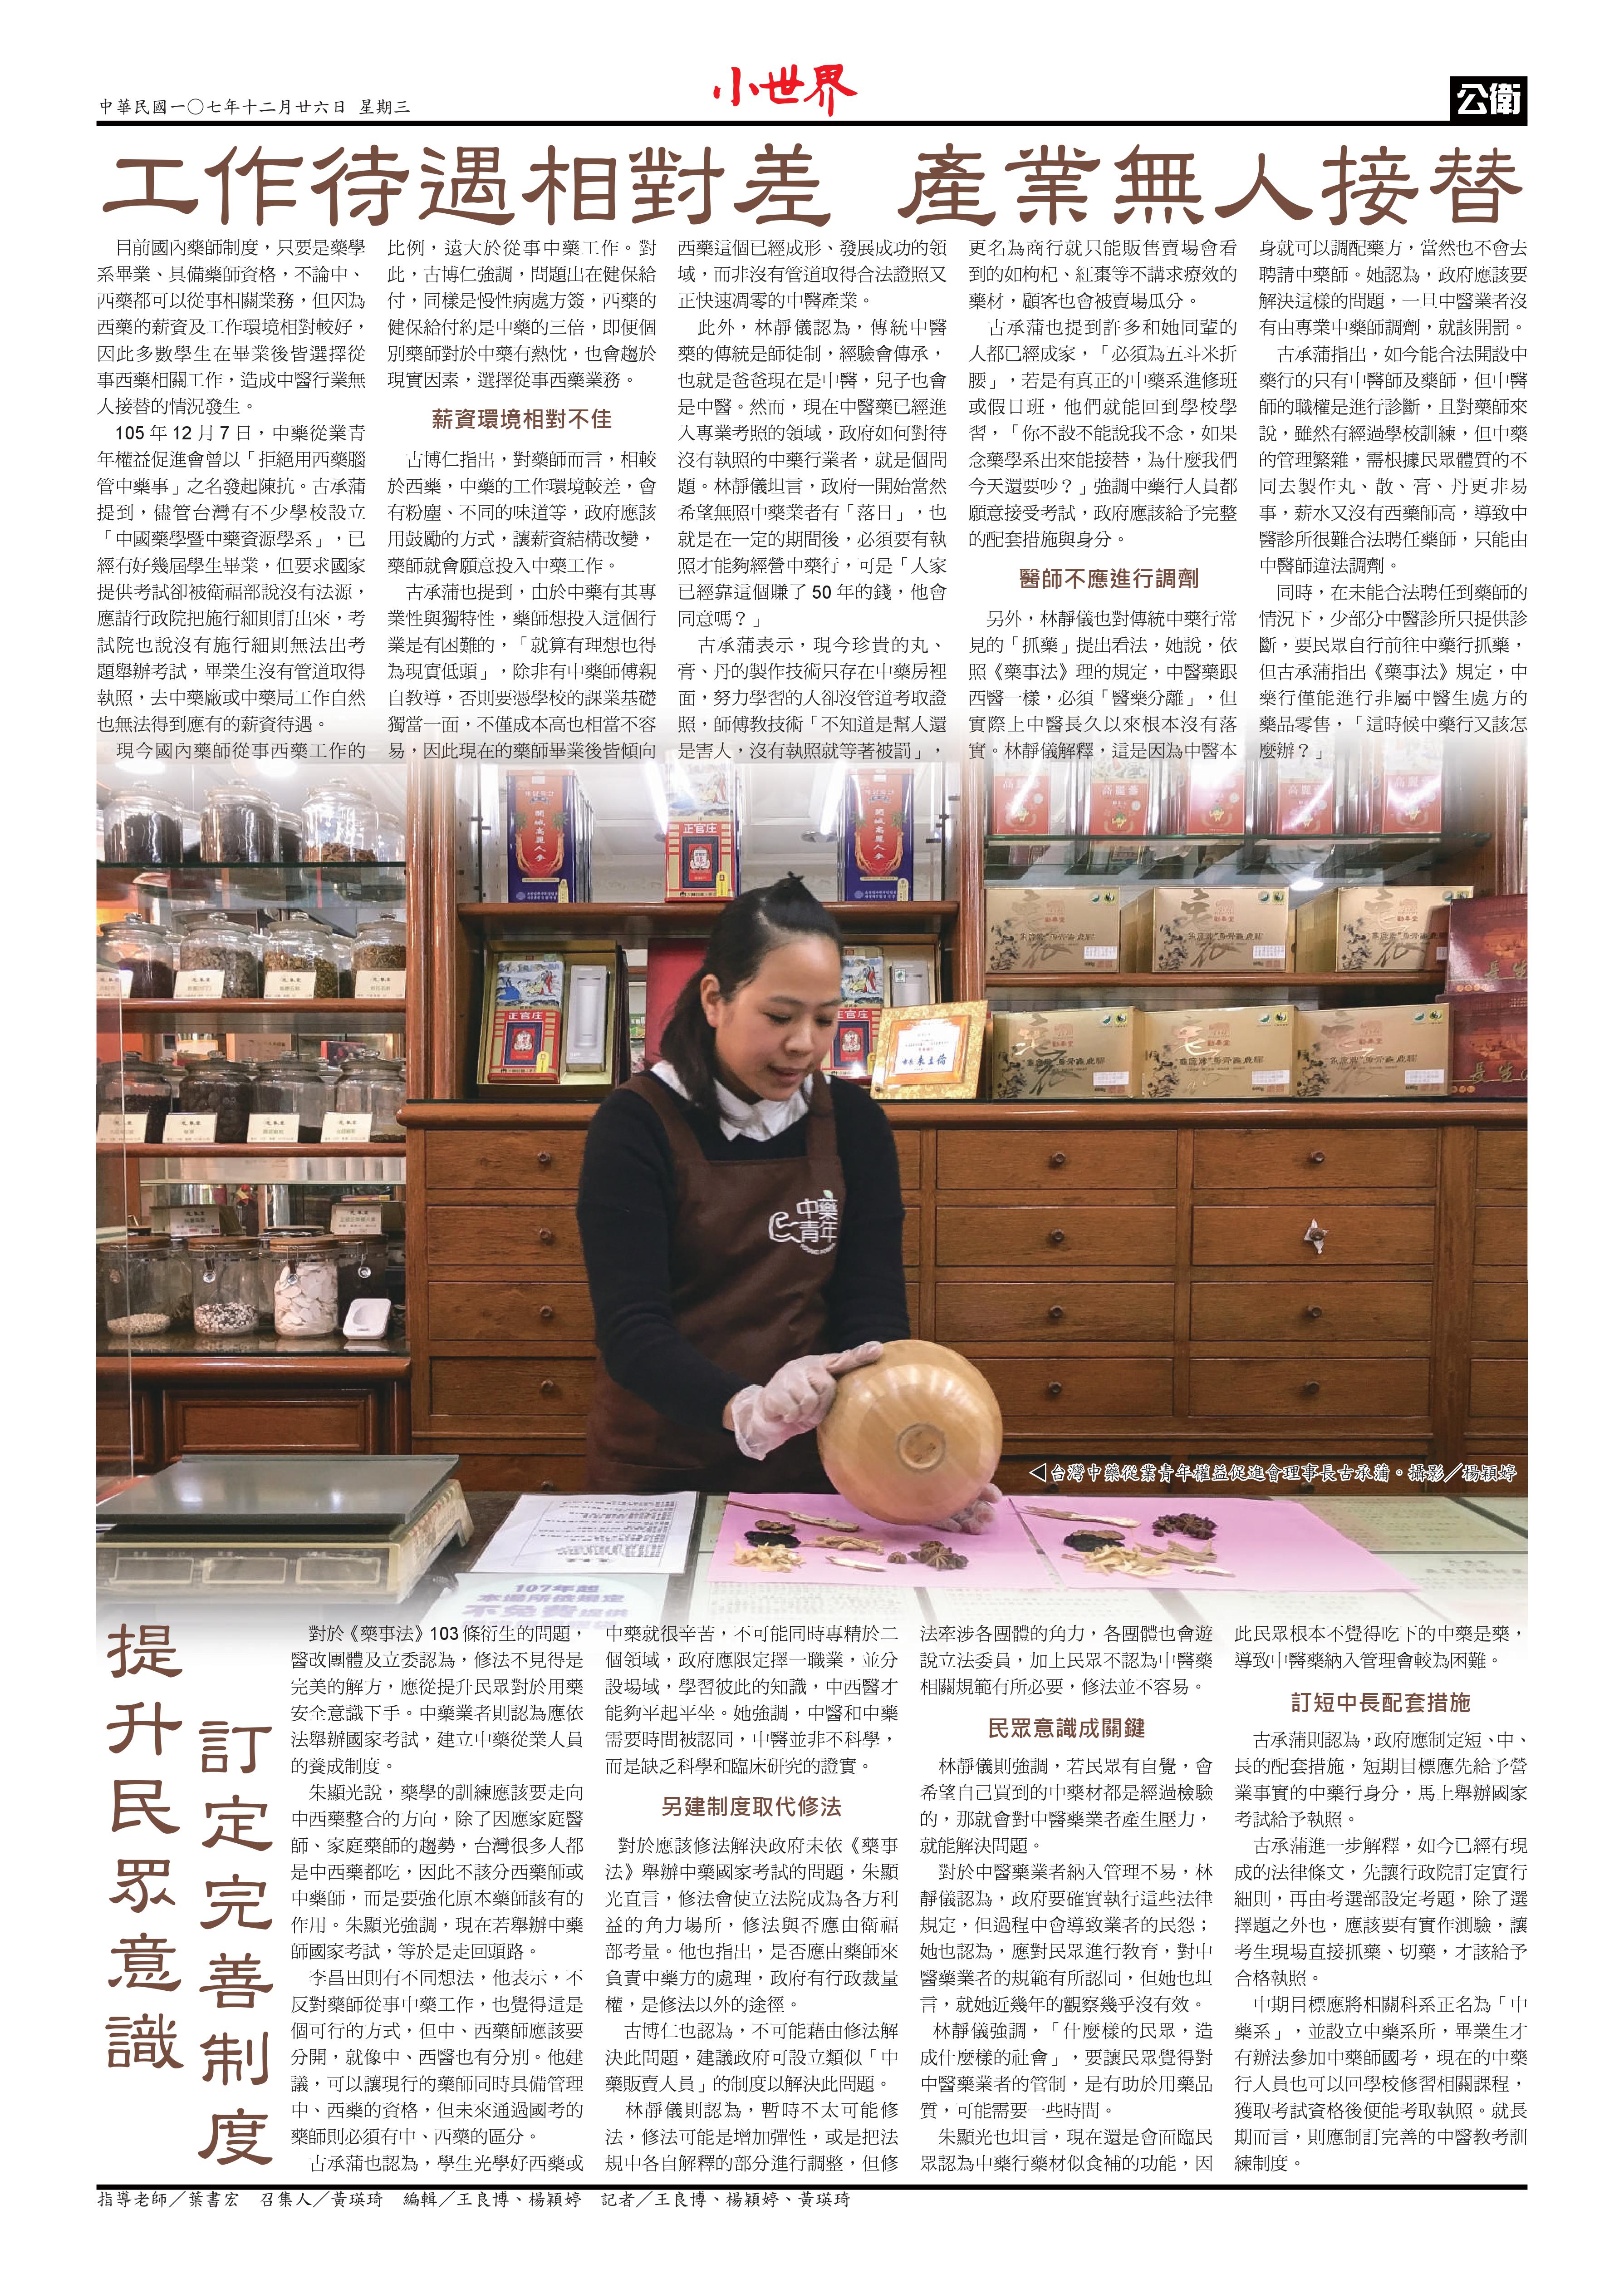 中華民國一○七年十二月廿六日 星期三
小世界
公衛
工作待遇相對差 產業無人接替
目前國內藥師制度，只要是藥學
系畢業、具備藥師資格，不論中、
西藥都可以從事相關業務，但因為
西藥的薪資及工作環境相對較好，
因此多數學生在畢業後皆選擇從
事西藥相關工作，造成中醫行業無
人接替的情況發生。
105 年 12 月 7 日，中藥從業青
年權益促進會曾以「拒絕用西藥腦
管中藥事」之名發起陳抗。古承蒲
提到，儘管台灣有不少學校設立
「中國藥學暨中藥資源學系」，已
經有好幾屆學生畢業，但要求國家
提供考試卻被衛福部說沒有法源，
應請行政院把施行細則訂出來，考
試院也說沒有施行細則無法出考
題舉辦考試，畢業生沒有管道取得
執照，去中藥廠或中藥局工作自然
也無法得到應有的薪資待遇。
現今國內藥師從事西藥工作的
比例，遠大於從事中藥工作。對
此，古博仁強調，問題出在健保給
付，同樣是慢性病處方簽，西藥的
健保給付約是中藥的三倍，即便個
別藥師對於中藥有熱忱，也會趨於
現實因素，選擇從事西藥業務。
薪資環境相對不佳
古博仁指出，對藥師而言，相較
於西藥，中藥的工作環境較差，會
有粉塵、不同的味道等，政府應該
用鼓勵的方式，讓薪資結構改變，
藥師就會願意投入中藥工作。
古承蒲也提到，由於中藥有其專
業性與獨特性，藥師想投入這個行
業是有困難的，「就算有理想也得
為現實低頭」，除非有中藥師傅親
自教導，否則要憑學校的課業基礎
獨當一面，不僅成本高也相當不容
易，因此現在的藥師畢業後皆傾向
西藥這個已經成形、發展成功的領
域，而非沒有管道取得合法證照又
正快速凋零的中醫產業。
此外，林靜儀認為，傳統中醫
藥的傳統是師徒制，經驗會傳承，
也就是爸爸現在是中醫，兒子也會
是中醫。然而，現在中醫藥已經進
入專業考照的領域，政府如何對待
沒有執照的中藥行業者，就是個問
題。林靜儀坦言，政府一開始當然
希望無照中藥業者有「落日」，也
就是在一定的期間後，必須要有執
照才能夠經營中藥行，可是「人家
已經靠這個賺了 50 年的錢，他會
同意嗎？」
古承蒲表示，現今珍貴的丸、
膏、丹的製作技術只存在中藥房裡
面，努力學習的人卻沒管道考取證
照，師傅教技術「不知道是幫人還
是害人，沒有執照就等著被罰」，
更名為商行就只能販售賣場會看
到的如枸杞、紅棗等不講求療效的
藥材，顧客也會被賣場瓜分。
古承蒲也提到許多和她同輩的
人都已經成家，「必須為五斗米折
腰」，若是有真正的中藥系進修班
或假日班，他們就能回到學校學
習，「你不設不能說我不念，如果
念藥學系出來能接替，為什麼我們
今天還要吵？」強調中藥行人員都
願意接受考試，政府應該給予完整
的配套措施與身分。
醫師不應進行調劑
另外，林靜儀也對傳統中藥行常
見的「抓藥」提出看法，她說，依
照《藥事法》理的規定，中醫藥跟
西醫一樣，必須「醫藥分離」，但
實際上中醫長久以來根本沒有落
實。林靜儀解釋，這是因為中醫本
身就可以調配藥方，當然也不會去
聘請中藥師。她認為，政府應該要
解決這樣的問題，一旦中醫業者沒
有由專業中藥師調劑，就該開罰。
古承蒲指出，如今能合法開設中
藥行的只有中醫師及藥師，但中醫
師的職權是進行診斷，且對藥師來
說，雖然有經過學校訓練，但中藥
的管理繁雜，需根據民眾體質的不
同去製作丸、散、膏、丹更非易
事，薪水又沒有西藥師高，導致中
醫診所很難合法聘任藥師，只能由
中醫師違法調劑。
同時，在未能合法聘任到藥師的
情況下，少部分中醫診所只提供診
斷，要民眾自行前往中藥行抓藥，
但古承蒲指出《藥事法》規定，中
藥行僅能進行非屬中醫生處方的
藥品零售，「這時候中藥行又該怎
麼辦？」
開城高麗人參
正官庄
開城高麗人參
高麗蔘
正官庄
正官庄
中藥
青年
◁台灣中藥從業青年權益促進會理事長古承蒲。攝影／楊穎婷
107年起
本場所依規定
不免費提供
提升民眾意識
訂定完善制度
對於《藥事法》103 條衍生的問題，
醫改團體及立委認為，修法不見得是
完美的解方，應從提升民眾對於用藥
安全意識下手。中藥業者則認為應依
法舉辦國家考試，建立中藥從業人員
的養成制度。
朱顯光說，藥學的訓練應該要走向
中西藥整合的方向，除了因應家庭醫
師、家庭藥師的趨勢，台灣很多人都
是中西藥都吃，因此不該分西藥師或
中藥師，而是要強化原本藥師該有的
作用。朱顯光強調，現在若舉辦中藥
師國家考試，等於是走回頭路。
李昌田則有不同想法，他表示，不
反對藥師從事中藥工作，也覺得這是
個可行的方式，但中、西藥師應該要
分開，就像中、西醫也有分別。他建
議，可以讓現行的藥師同時具備管理
中、西藥的資格，但未來通過國考的
藥師則必須有中、西藥的區分。
古承蒲也認為，學生光學好西藥或
中藥就很辛苦，不可能同時專精於二
個領域，政府應限定擇一職業，並分
設場域，學習彼此的知識，中西醫才
能夠平起平坐。她強調，中醫和中藥
需要時間被認同，中醫並非不科學，
而是缺乏科學和臨床研究的證實。
另建制度取代修法
對於應該修法解決政府未依《藥事
法》舉辦中藥國家考試的問題，朱顯
光直言，修法會使立法院成為各方利
益的角力場所，修法與否應由衛福
部考量。他也指出，是否應由藥師來
負責中藥方的處理，政府有行政裁量
權，是修法以外的途徑。
古博仁也認為，不可能藉由修法解
決此問題，建議政府可設立類似「中
藥販賣人員」的制度以解決此問題。
林靜儀則認為，暫時不太可能修
法，修法可能是增加彈性，或是把法
規中各自解釋的部分進行調整，但修
法牽涉各團體的角力，各團體也會遊
說立法委員，加上民眾不認為中醫藥
相關規範有所必要，修法並不容易。
民眾意識成關鍵
林靜儀則強調，若民眾有自覺，會
希望自己買到的中藥材都是經過檢驗
的，那就會對中醫藥業者產生壓力，
就能解決問題。
對於中醫藥業者納入管理不易，林
靜儀認為，政府要確實執行這些法律
規定，但過程中會導致業者的民怨；
她也認為，應對民眾進行教育，對中
醫藥業者的規範有所認同，但她也坦
言，就她近幾年的觀察幾乎沒有效。
林靜儀強調，「什麼樣的民眾，造
成什麼樣的社會」，要讓民眾覺得對
中醫藥業者的管制，是有助於用藥品
質，可能需要一些時間。
朱顯光也坦言，現在還是會面臨民
眾認為中藥行藥材似食補的功能，因
此民眾根本不覺得吃下的中藥是藥，
導致中醫藥納入管理會較為困難。
訂短中長配套措施
古承蒲則認為，政府應制定短、中、
長的配套措施，短期目標應先給予營
業事實的中藥行身分，馬上舉辦國家
考試給予執照。
古承蒲進一步解釋，如今已經有現
成的法律條文，先讓行政院訂定實行
細則，再由考選部設定考題，除了選
擇題之外也，應該要有實作測驗，讓
考生現場直接抓藥、切藥，才該給予
合格執照。
中期目標應將相關科系正名為「中
藥系」，並設立中藥系所，畢業生才
有辦法參加中藥師國考，現在的中藥
行人員也可以回學校修習相關課程，
獲取考試資格後便能考取執照。就長
期而言，則應制訂完善的中醫教考訓
練制度。
指導老師／葉書宏 召集人／黃瑛琦 編輯／王良博、楊穎婷 記者／王良博、楊穎婷、黃瑛琦